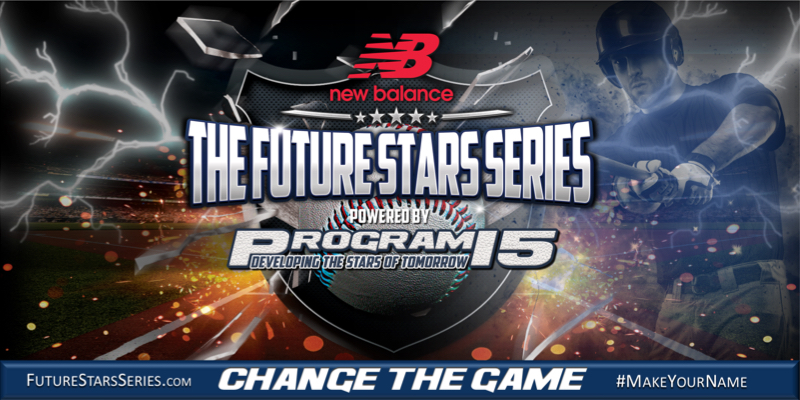 NB
new balance
THE FUTURE STARS SERIES
POWERED BY
PROGRAM 15
DEVELOPING THE STARS OF TOMORROW
FUTURESTARSSERIES.COM CHANGE THE GAME #MAKEYOURNAME